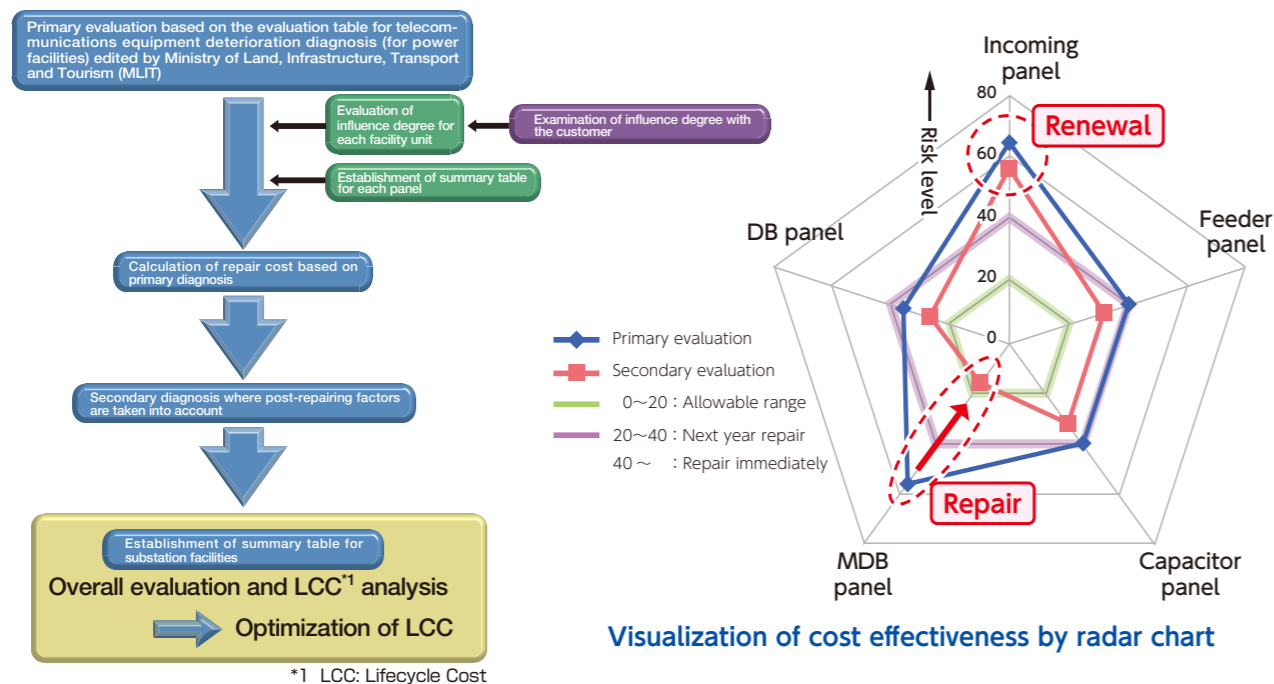 Primary evaluation based on the evaluation table for telecom-
munications equipment deterioration diagnosis (for power
facilities) edited by Ministry of Land, Infrastructure, Transport
and Tourism (MLIT)
Evaluation of
influence degree for
each facility unit
Examination of influence degree with
the customer
Establishment of summary table
for each panel
Calculation of repair cost based on
primary diagnosis
Secondary diagnosis where post-repairing factors
are taken into account
Establishment of summary table for
substation facilities
Overall evaluation and LCC*1 analysis
Optimization of LCC
*1 LCC: Lifecycle Cost
Primary evaluation
Secondary evaluation
0~20 : Allowable range
20~40 : Next year repair
40 ~ : Repair immediately
Incoming
panel
80
60
40
20
0
Risk level
Renewal
Feeder
panel
DB panel
Repair
MDB
panel
Capacitor
panel
Visualization of cost effectiveness by radar chart